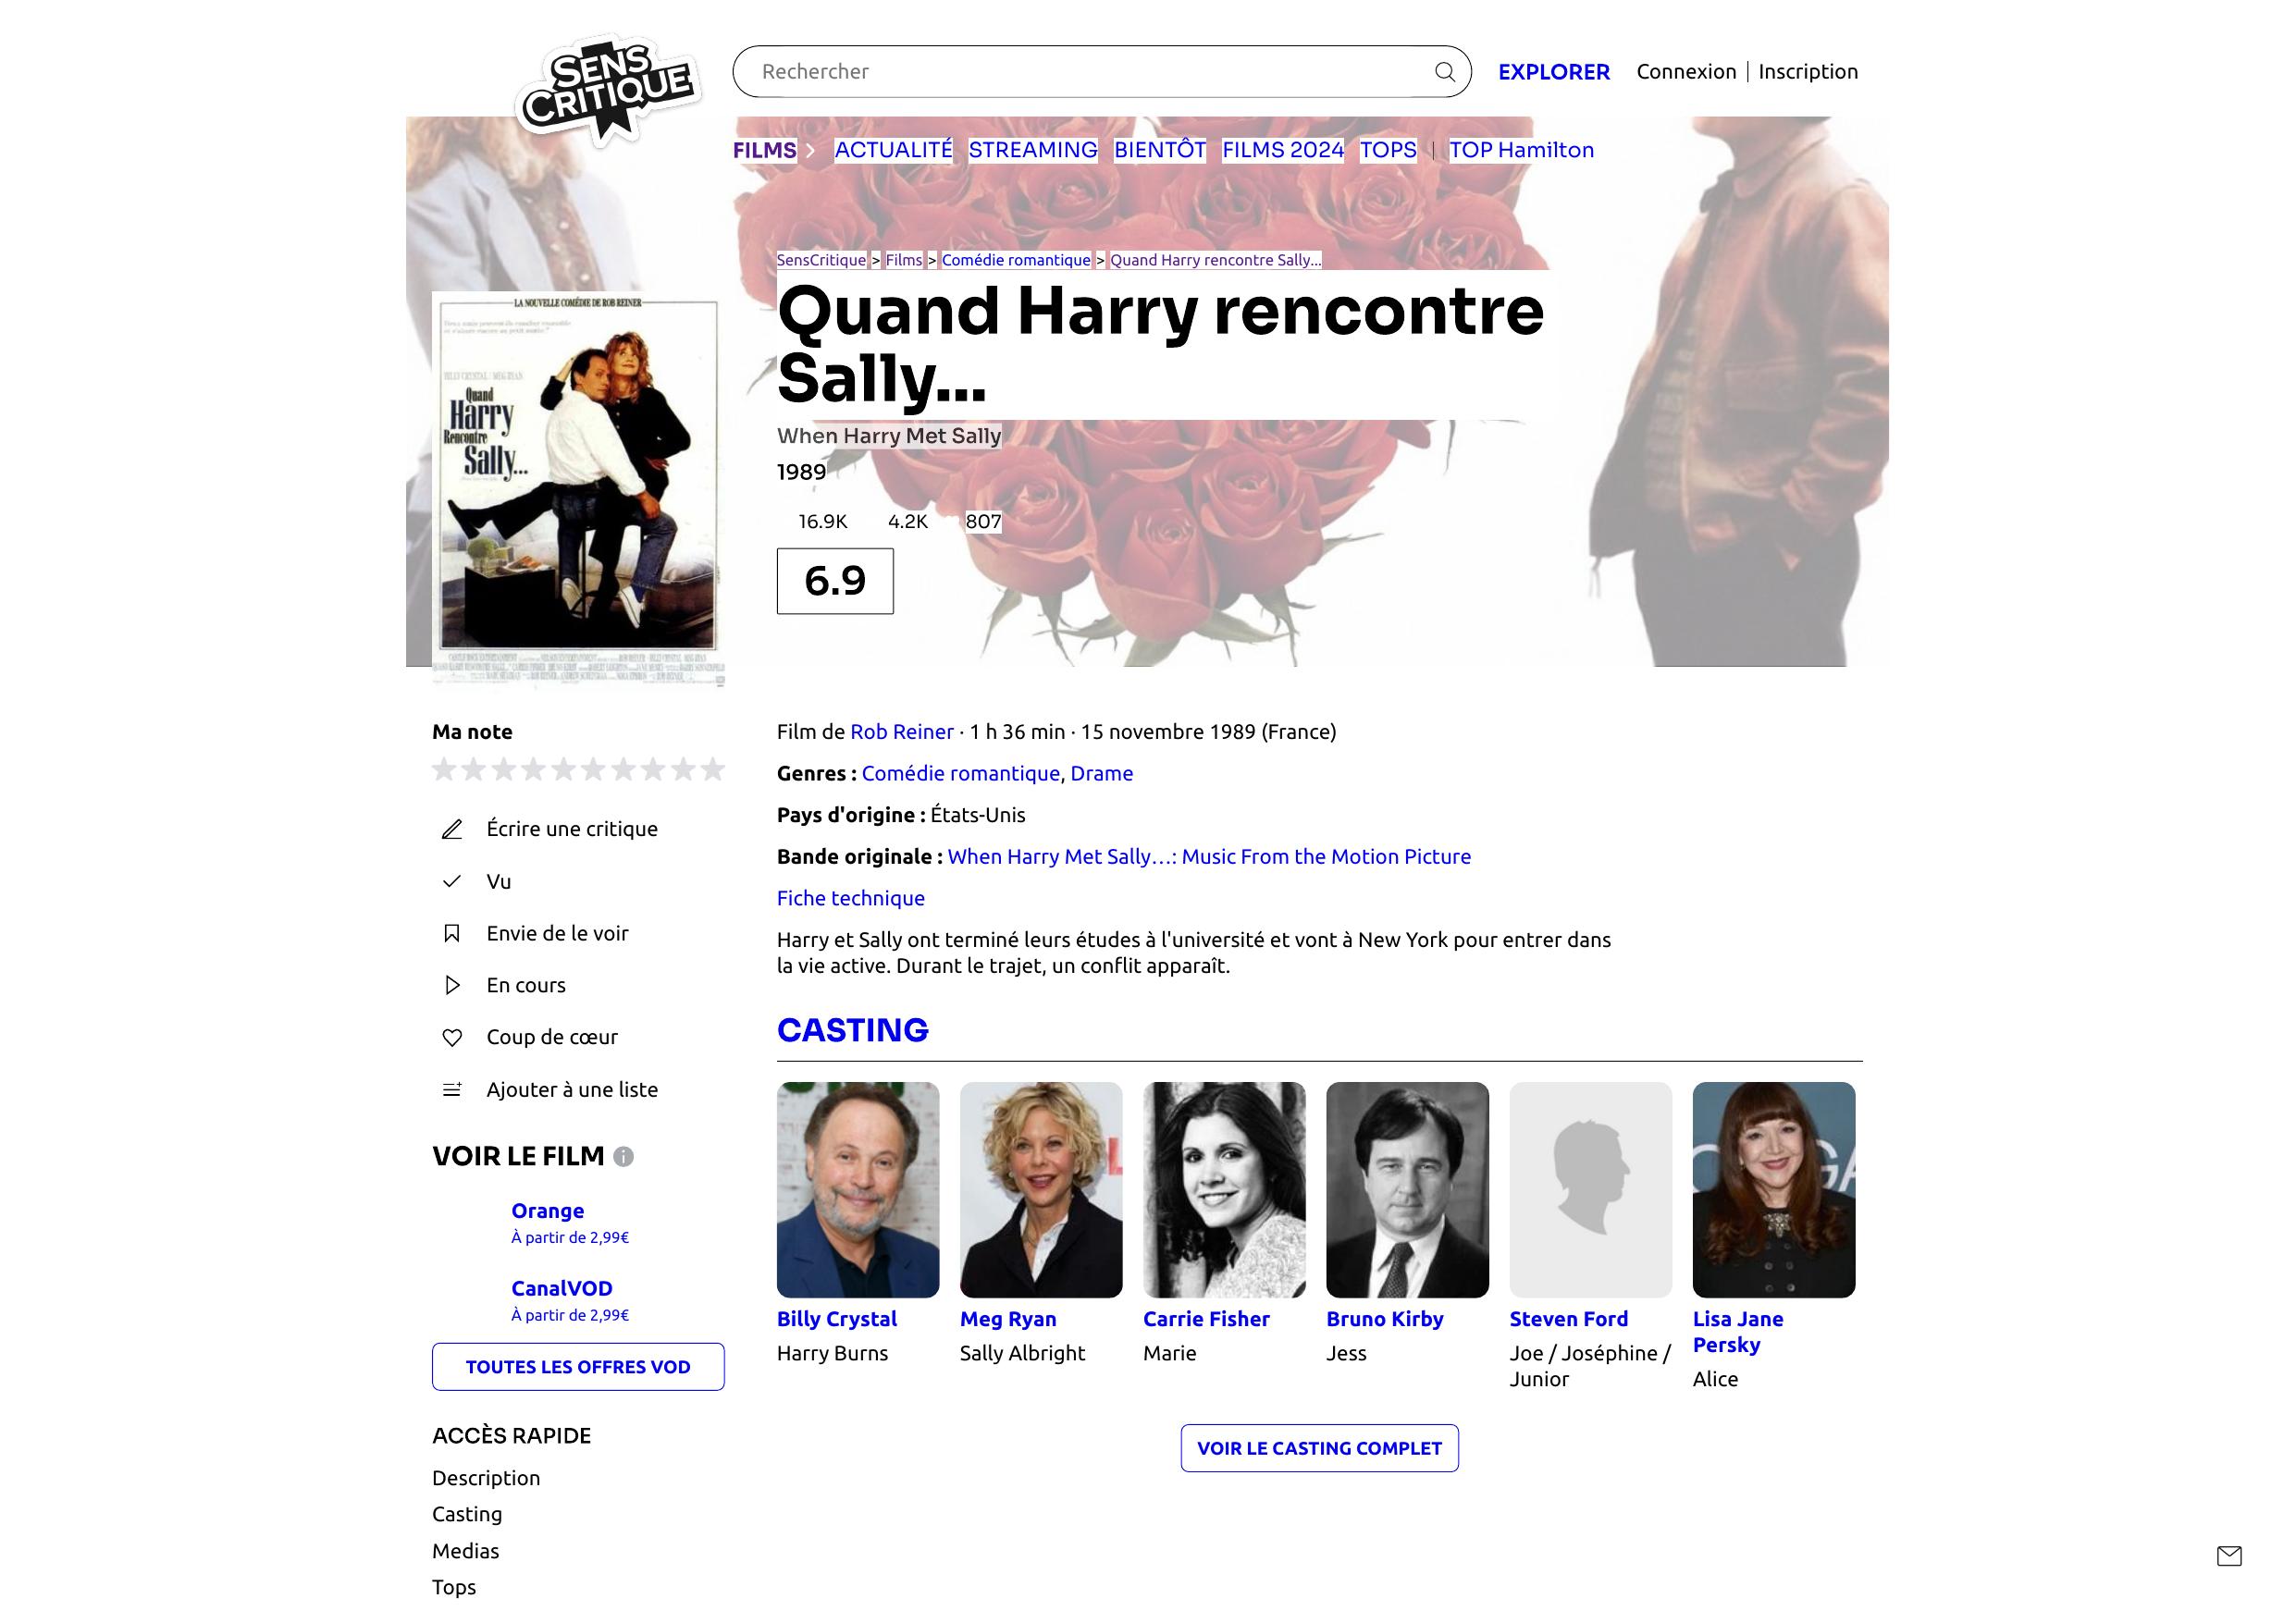 SENS
CRITIQUE
Rechercher
EXPLORER
Connexion | Inscription
FILMS
ACTUALITÉ
STREAMING
BIENTÔT
FILMS 2024
TOPS
|
TOP Hamilton
SensCritique > Films > Comédie romantique > Quand Harry rencontre Sally...
Quand Harry rencontre
Sally...
When Harry Met Sally
1989
16.9K
4.2K
807
6.9
LA NOUVELLE COMÉDIE DE ROB REINER
BILLY CRYSTAL MEG RYAN
Quand
Harry
Rencontre
Sally...
Ma note
Écrire une critique
Vu
Envie de le voir
En cours
Coup de cœur
Ajouter à une liste
VOIR LE FILM
Orange
À partir de 2,99€
CanalVOD
À partir de 2,99€
TOUTES LES OFFRES VOD
ACCÈS RAPIDE
Description
Casting
Medias
Tops
Film de Rob Reiner · 1 h 36 min · 15 novembre 1989 (France)
Genres : Comédie romantique, Drame
Pays d'origine : États-Unis
Bande originale : When Harry Met Sally…: Music From the Motion Picture
Fiche technique
Harry et Sally ont terminé leurs études à l'université et vont à New York pour entrer dans
la vie active. Durant le trajet, un conflit apparaît.
CASTING
Billy Crystal
Harry Burns
Meg Ryan
Sally Albright
Carrie Fisher
Marie
Bruno Kirby
Jess
Steven Ford
Joe / Joséphine /
Junior
Lisa Jane
Persky
Alice
VOIR LE CASTING COMPLET